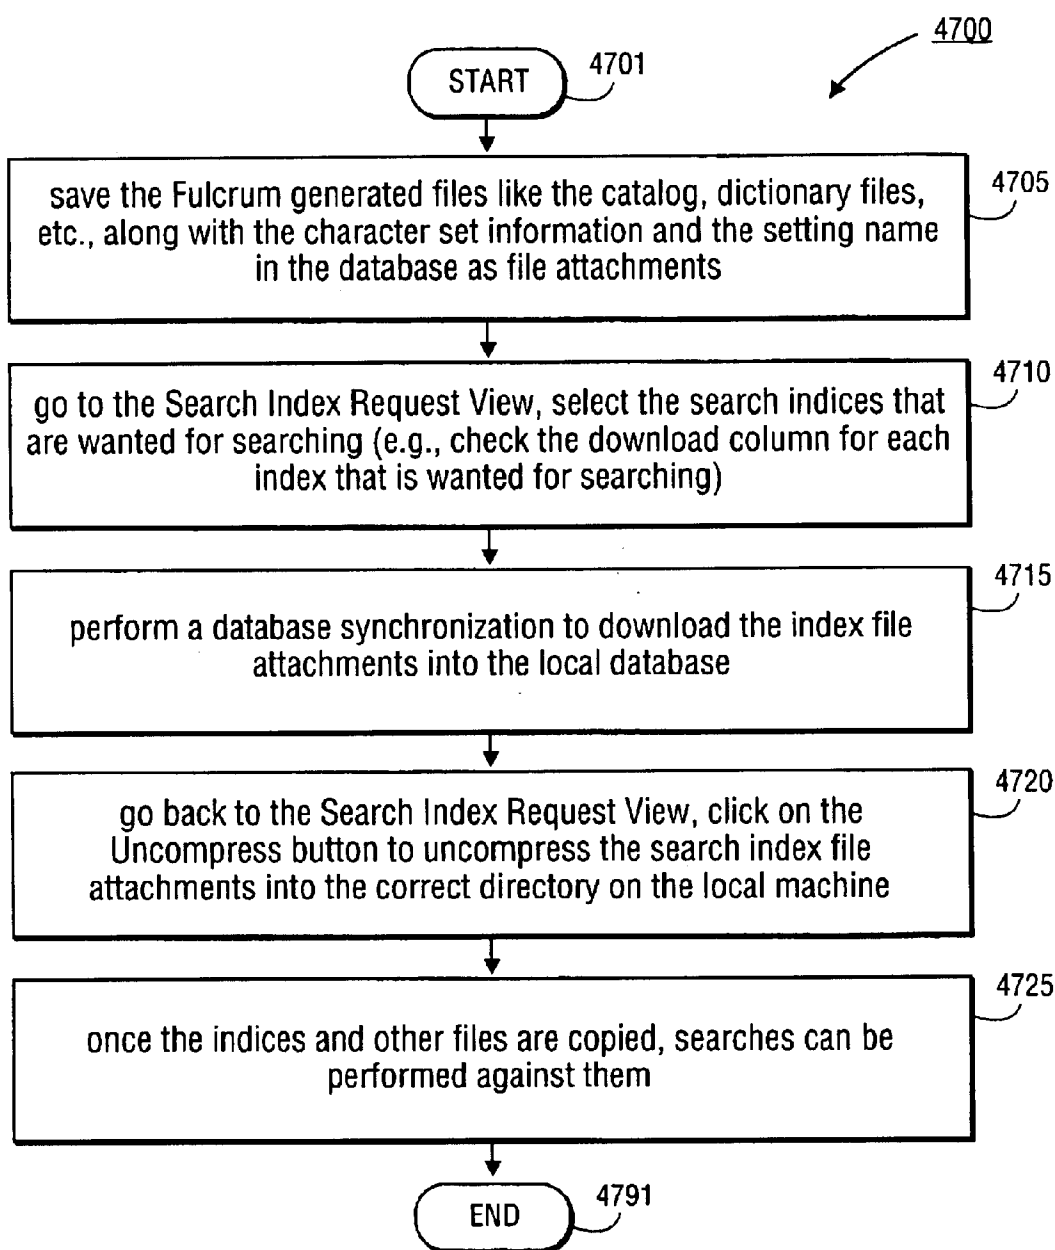 4700
START
4701
4705
save the Fulcrum generated files like the catalog, dictionary files,
etc., along with the character set information and the setting name
in the database as file attachments
4710
go to the Search Index Request View, select the search indices that
are wanted for searching (e.g., check the download column for each
index that is wanted for searching)
4715
perform a database synchronization to download the index file
attachments into the local database
4720
go back to the Search Index Request View, click on the
Uncompress button to uncompress the search index file
attachments into the correct directory on the local machine
4725
once the indices and other files are copied, searches can be
performed against them
END
4791